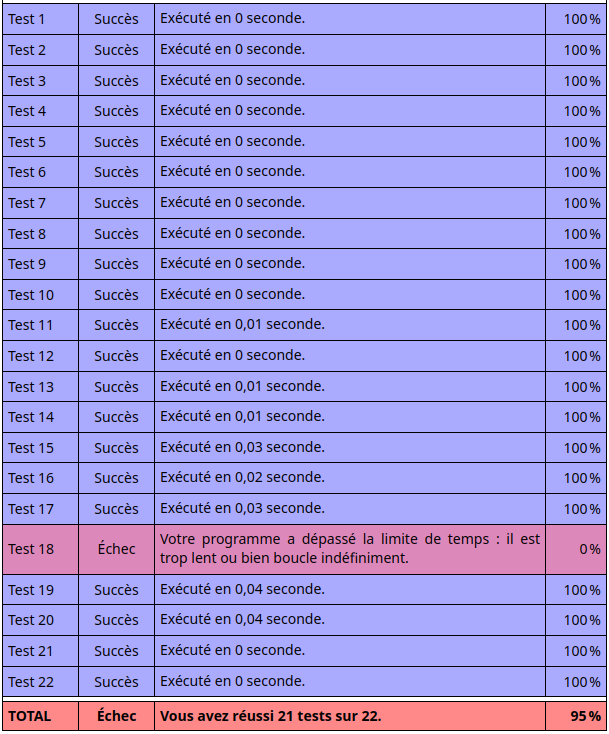 Test 1 Succès Exécuté en 0 seconde. 100 %
Test 2 Succès Exécuté en 0 seconde. 100 %
Test 3 Succès Exécuté en 0 seconde. 100 %
Test 4 Succès Exécuté en 0 seconde. 100 %
Test 5 Succès Exécuté en 0 seconde. 100 %
Test 6 Succès Exécuté en 0 seconde. 100 %
Test 7 Succès Exécuté en 0 seconde. 100 %
Test 8 Succès Exécuté en 0 seconde. 100 %
Test 9 Succès Exécuté en 0 seconde. 100 %
Test 10 Succès Exécuté en 0 seconde. 100 %
Test 11 Succès Exécuté en 0,01 seconde. 100 %
Test 12 Succès Exécuté en 0 seconde. 100 %
Test 13 Succès Exécuté en 0,01 seconde. 100 %
Test 14 Succès Exécuté en 0,01 seconde. 100 %
Test 15 Succès Exécuté en 0,03 seconde. 100 %
Test 16 Succès Exécuté en 0,02 seconde. 100 %
Test 17 Succès Exécuté en 0,03 seconde. 100 %
Test 18 Échec Votre programme a dépassé la limite de temps : il est
trop lent ou bien boucle indéfiniment. 0 %
Test 19 Succès Exécuté en 0,04 seconde. 100 %
Test 20 Succès Exécuté en 0,04 seconde. 100 %
Test 21 Succès Exécuté en 0 seconde. 100 %
Test 22 Succès Exécuté en 0 seconde. 100 %
TOTAL Échec Vous avez réussi 21 tests sur 22. 95 %